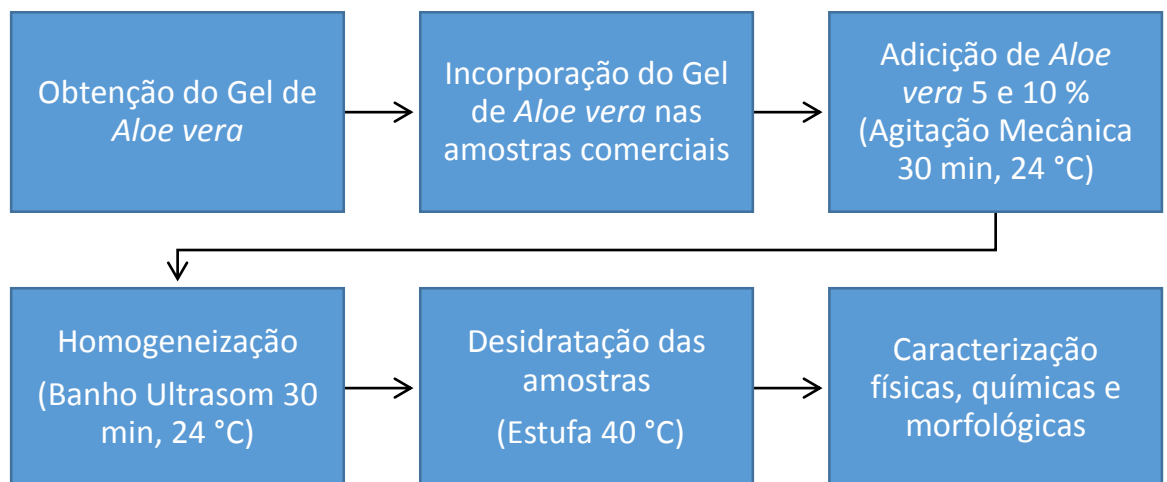 Obtenção do Gel de
Aloe vera
Incorporação do Gel
de Aloe vera nas
amostras comerciais
Adicição de Aloe
vera 5 e 10 %
(Agitação Mecânica
30 min, 24 °C)
Homogeneização
(Banho Ultrasom 30
min, 24 °C)
Desidratação das
amostras
(Estufa 40 °C)
Caracterização
físicas, químicas e
morfológicas